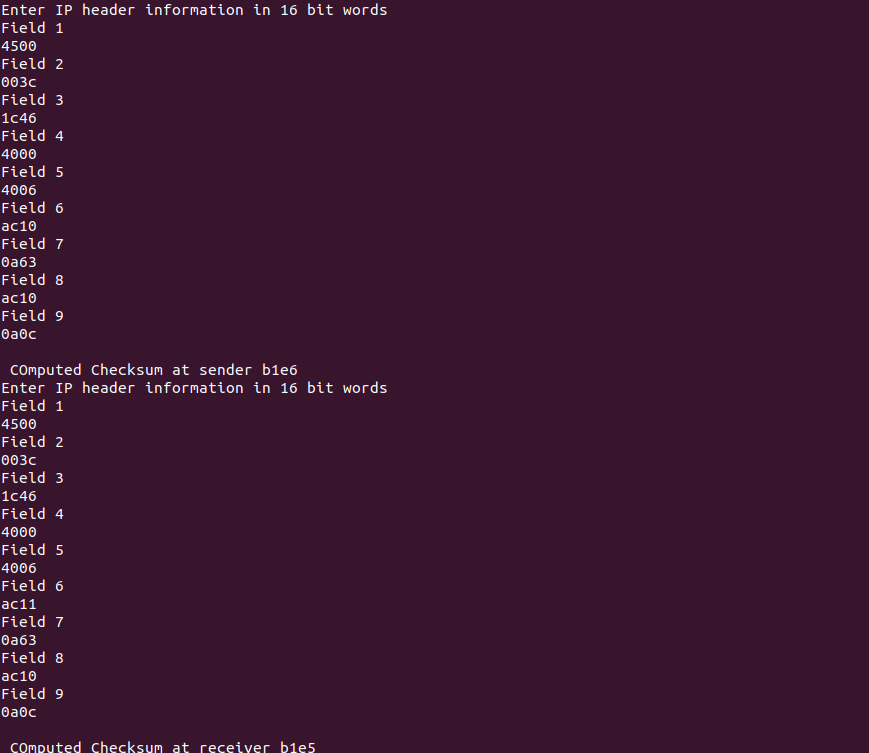 Enter IP header information in 16 bit words
Field 1
4500
Field 2
003c
Field 3
1c46
Field 4
4000
Field 5
4006
Field 6
ac10
Field 7
0a63
Field 8
ac10
Field 9
0a0c
COmputed Checksum at sender b1e6
Enter IP header information in 16 bit words
Field 1
4500
Field 2
003c
Field 3
1c46
Field 4
4000
Field 5
4006
Field 6
ac11
Field 7
0a63
Field 8
ac10
Field 9
0a0c
COmputed Checksum at receiver b1e5